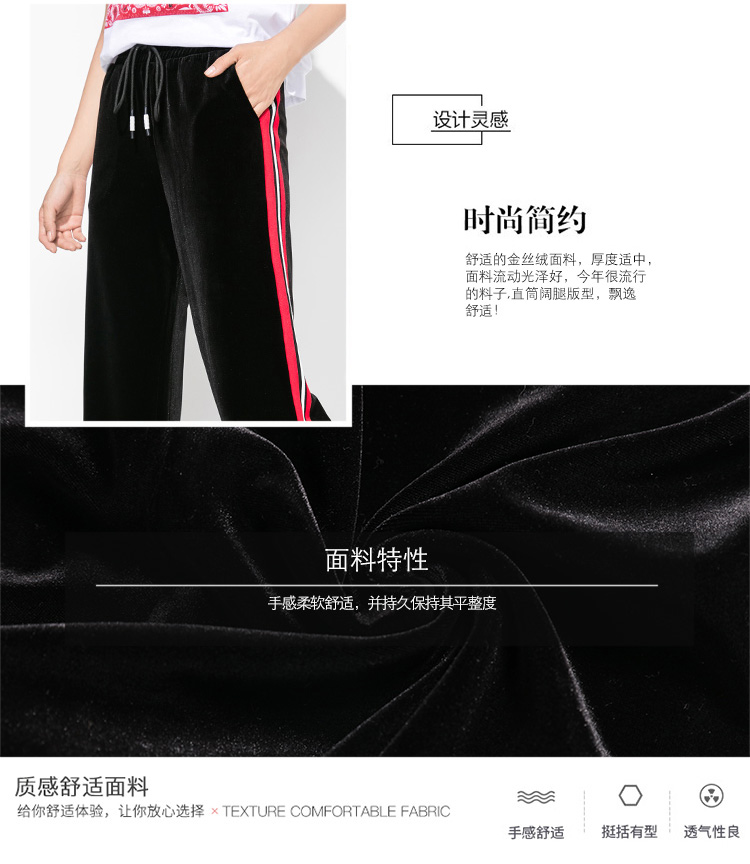 设计灵感
时尚简约
舒适的金丝绒面料，厚度适中，
面料流动光泽好，今年很流行
的料子,直筒阔腿版型，飘逸
舒适！
面料特性
手感柔软舒适，并持久保持其平整度
质感舒适面料
给你舒适体验，让你放心选择 × TEXTURE COMFORTABLE FABRIC
手感舒适 挺括有型 透气性良